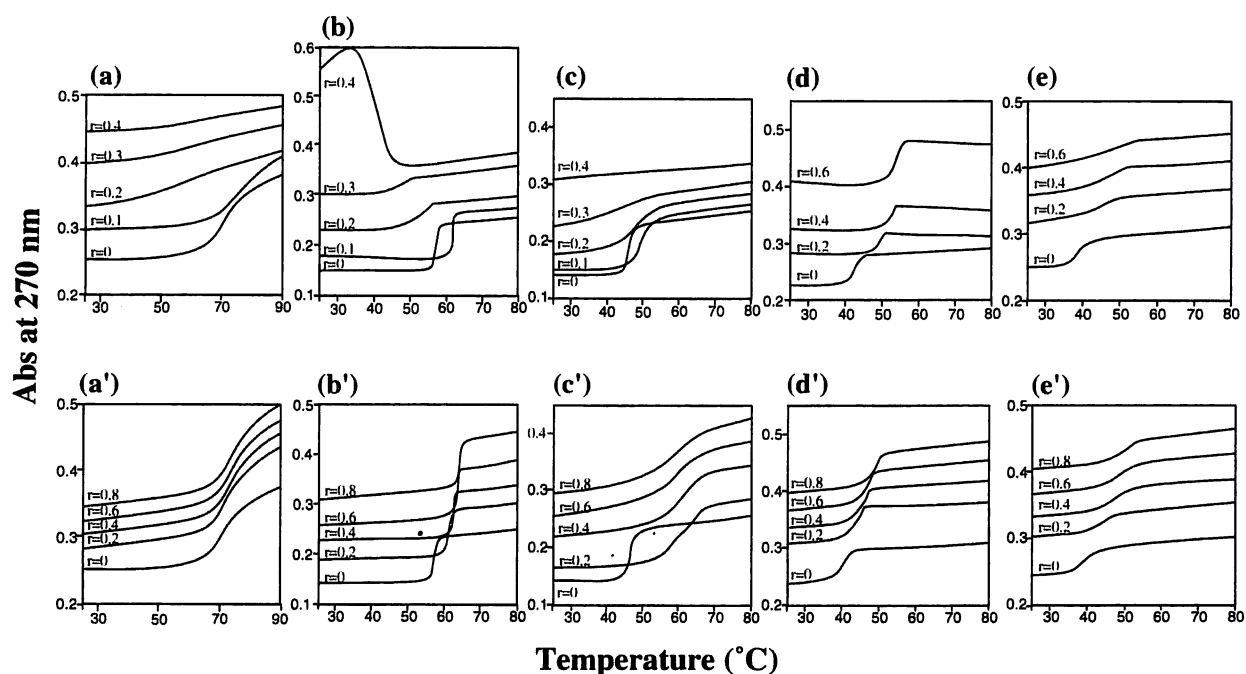 Abs at 270 nm
(a)
0.5
0.4
0.3
0.2
r=0.4
r=0.3
r=0.2
r=0.1
r=0
30 50 70 90
(b)
0.6
0.5
0.4
0.3
0.2
0.1
r=0.4
r=0.3
r=0.2
r=0.1
r=0
30 40 50 60 70 80
(c)
0.4
0.3
0.2
0.1
r=0.4
r=0.3
r=0.2
r=0.1
r=0
30 40 50 60 70 80
(d)
0.5
0.4
0.3
0.2
r=0.6
r=0.4
r=0.2
r=0
30 40 50 60 70 80
(e)
0.5
0.4
0.3
0.2
r=0.6
r=0.4
r=0.2
r=0
30 40 50 60 70 80
(a')
0.5
0.4
0.3
0.2
r=0.8
r=0.6
r=0.4
r=0.2
r=0
30 50 70 90
(b')
0.5
0.4
0.3
0.2
0.1
r=0.8
r=0.6
r=0.4
r=0.2
r=0
30 40 50 60 70 80
(c')
0.4
0.3
0.2
0.1
r=0.8
r=0.6
r=0.4
r=0.2
r=0
30 40 50 60 70 80
(d')
0.5
0.4
0.3
0.2
r=0.8
r=0.6
r=0.4
r=0.2
r=0
30 40 50 60 70 80
(e')
0.5
0.4
0.3
0.2
r=0.8
r=0.6
r=0.4
r=0.2
r=0
30 40 50 60 70 80
Temperature (˚C)